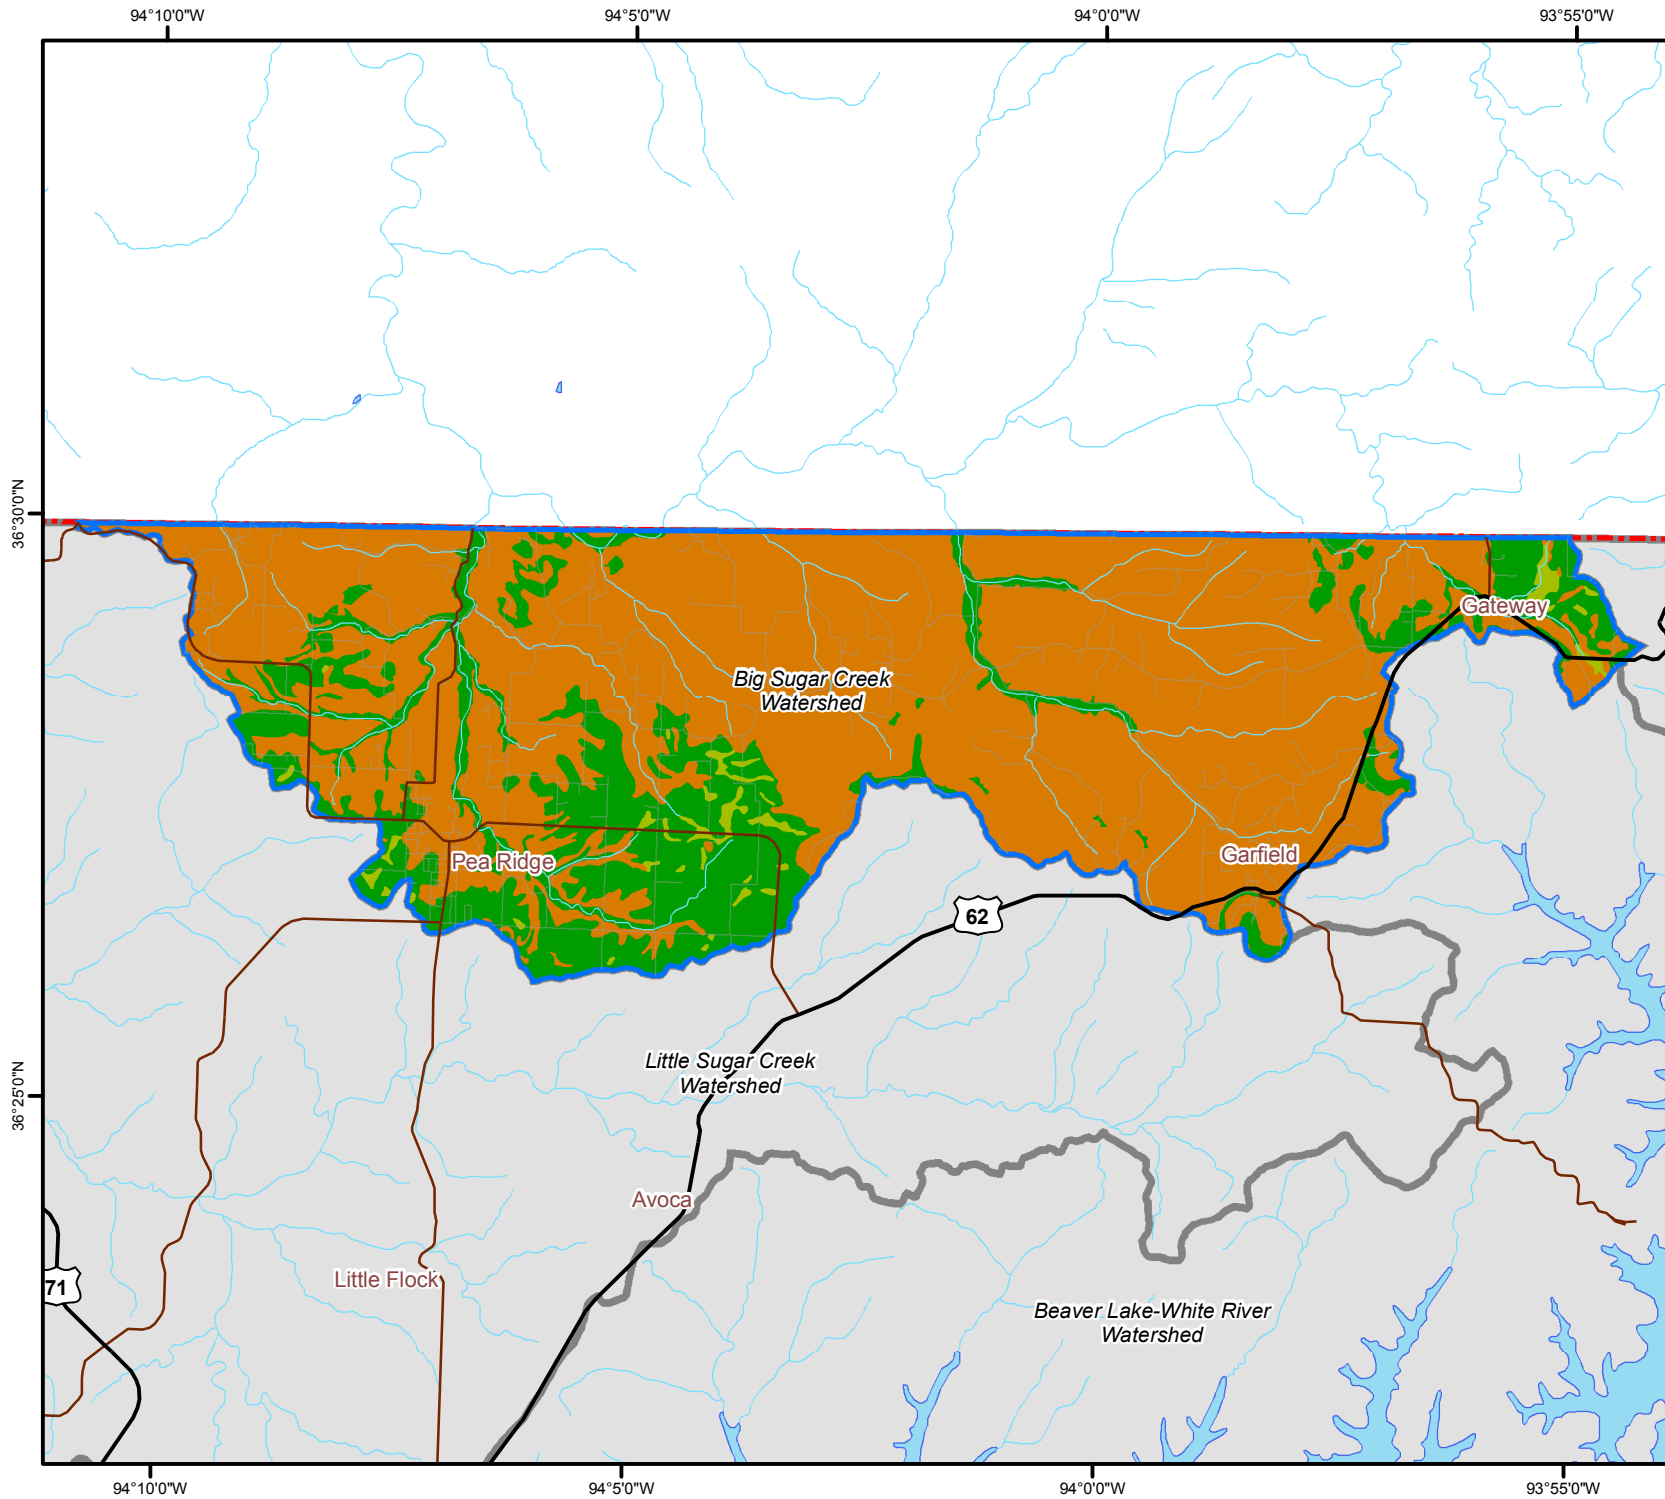 94°10'0"W
94°5'0"W
94°0'0"W
93°55'0"W
36°30'0"N
Gateway
Big Sugar Creek
Watershed
Pea Ridge
Garfield
62
Little Sugar Creek
Watershed
36°25'0"N
Avoca
Little Flock
71
Beaver Lake-White River
Watershed
94°10'0"W
94°5'0"W
94°0'0"W
93°55'0"W